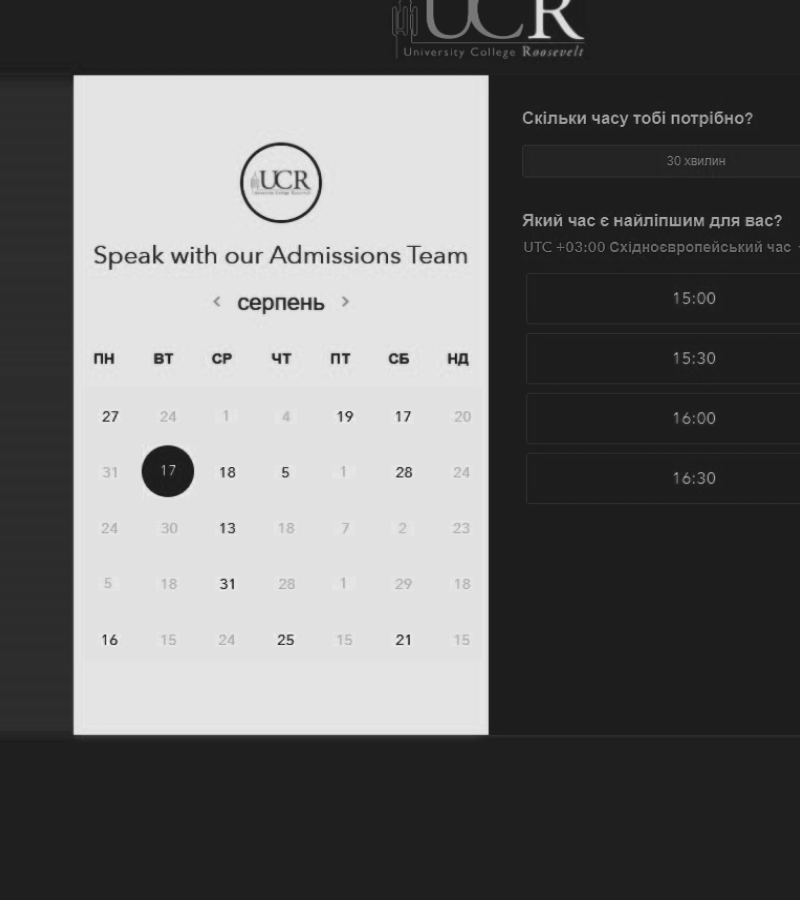 UCR
University College Roosevelt
UCR
Speak with our Admissions Team
< серпень >
ПН ВТ СР ЧТ ПТ СБ НД
27 24 1 4 19 17 20
31 17 18 5 1 28 24
24 30 13 18 7 2 23
5 18 31 28 1 29 18
16 15 24 25 15 21 15
Скільки часу тобі потрібно?
30 хвилин
Який час є найліпшим для вас?
UTC +03:00 Східноєвропейський час
15:00
15:30
16:00
16:30